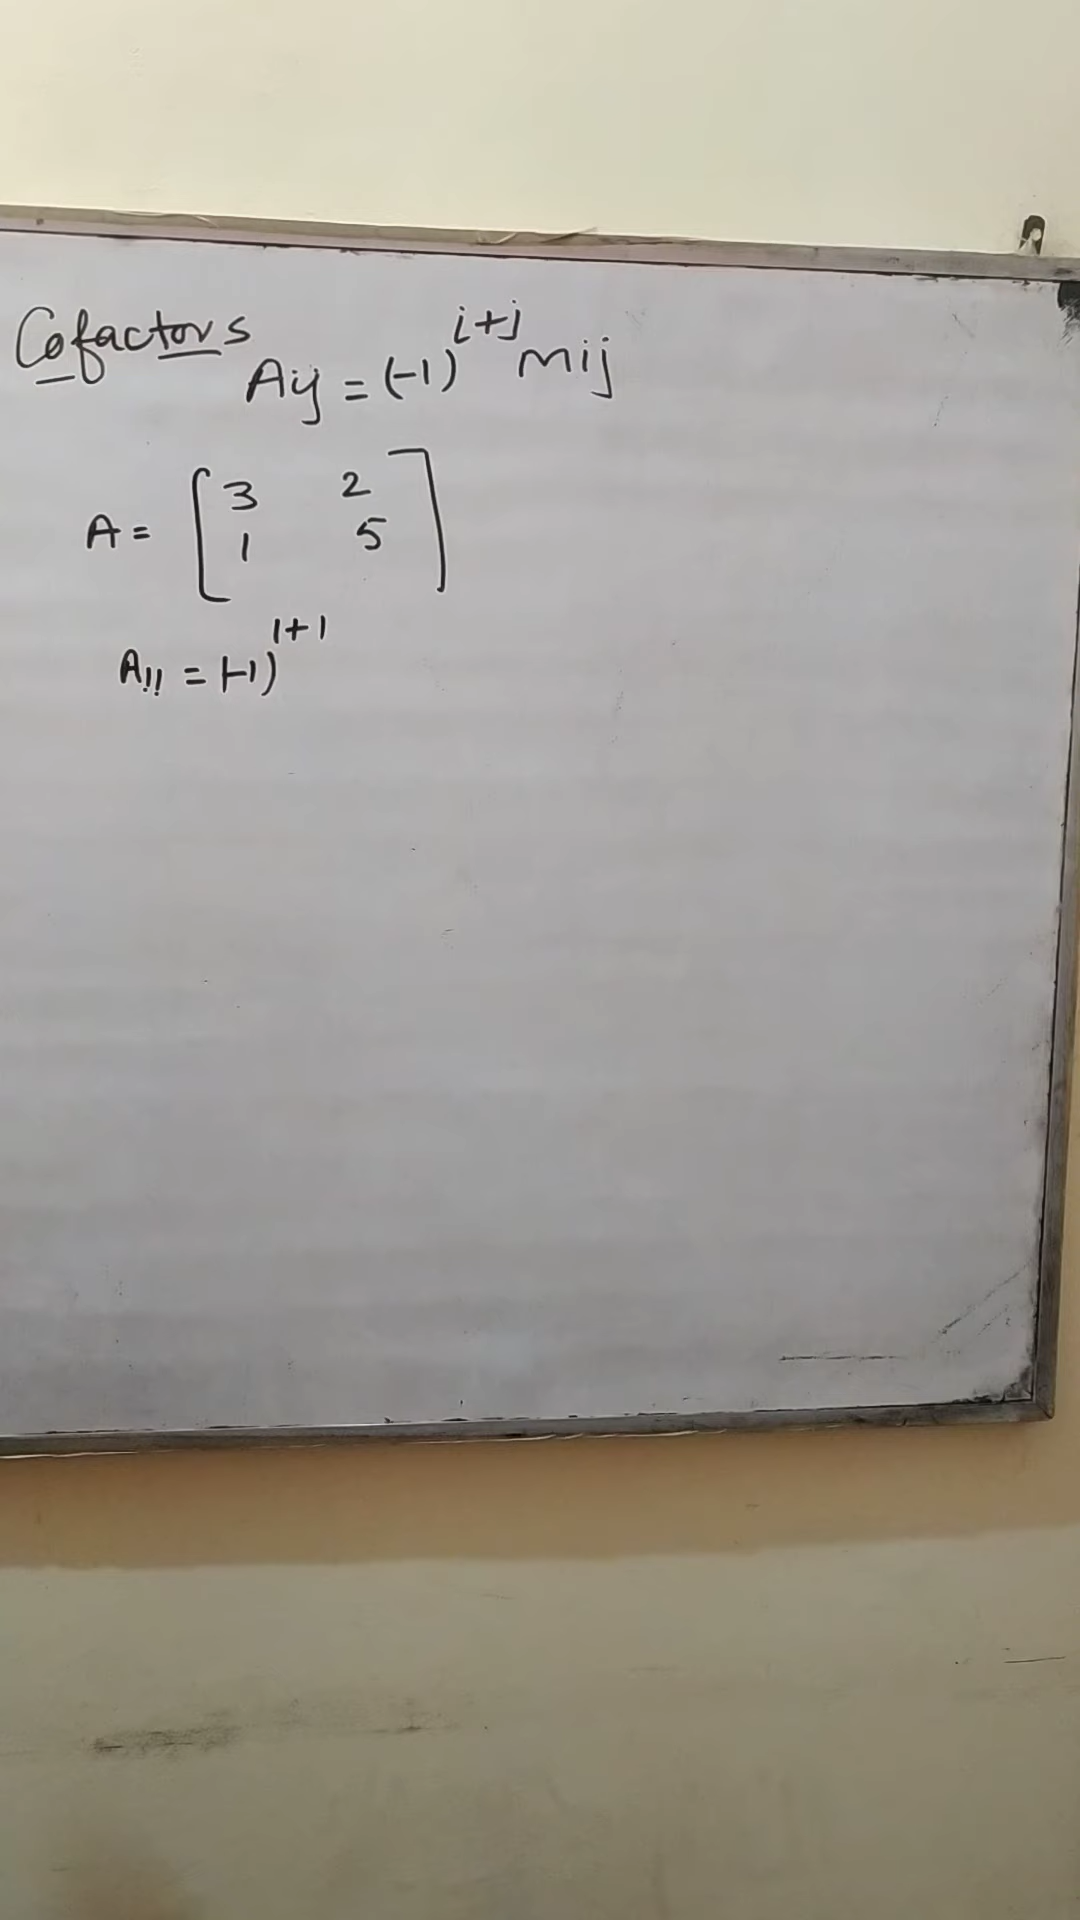 Cofactors
Aij = (-1)^i+j mij
A = [3 2
1 5]
A11 = (-1)^1+1